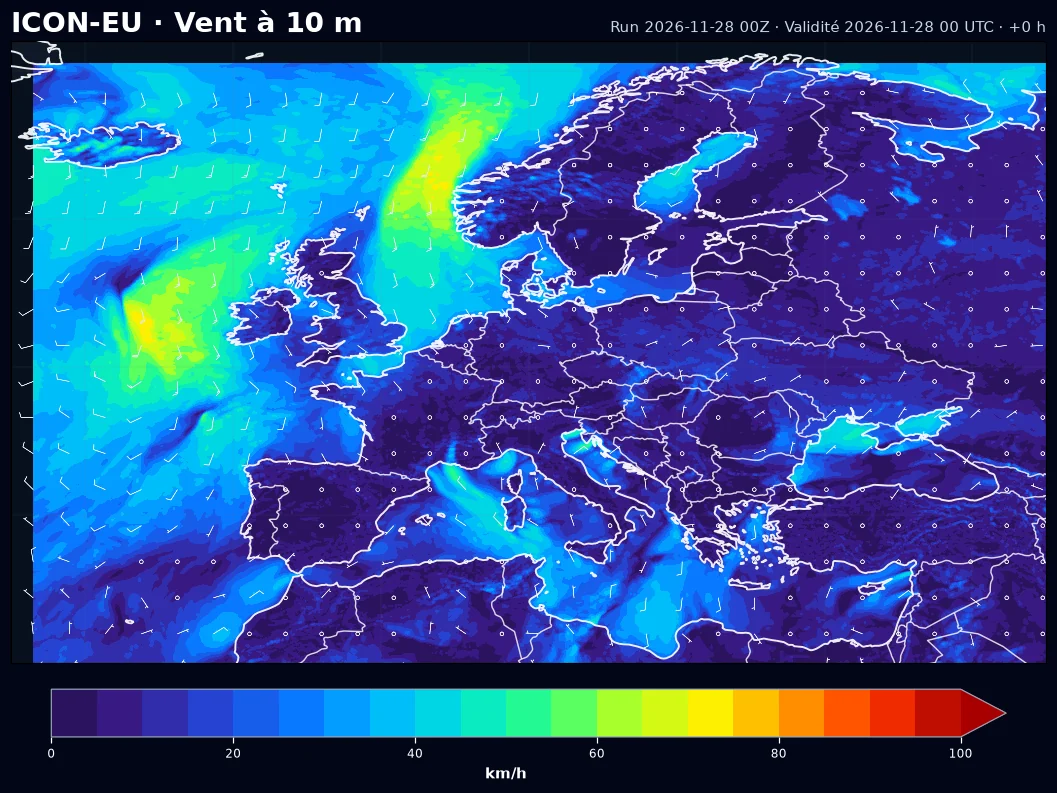 ICON-EU · Vent à 10 m
Run 2026-11-28 00Z · Validité 2026-11-28 00 UTC · +0 h
0 20 40 60 80 100
km/h